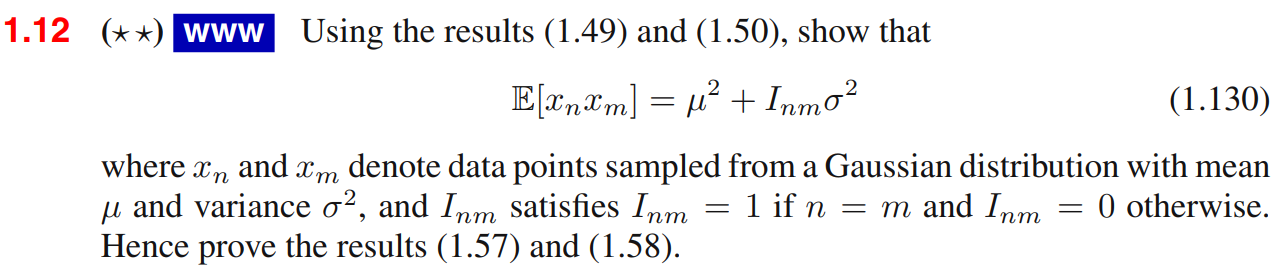 1.12 (⋆⋆) www Using the results (1.49) and (1.50), show that
𝔼[xₙxₘ] = μ² + Iₙₘσ² (1.130)
where xₙ and xₘ denote data points sampled from a Gaussian distribution with mean
μ and variance σ², and Iₙₘ satisfies Iₙₘ = 1 if n = m and Iₙₘ = 0 otherwise.
Hence prove the results (1.57) and (1.58).